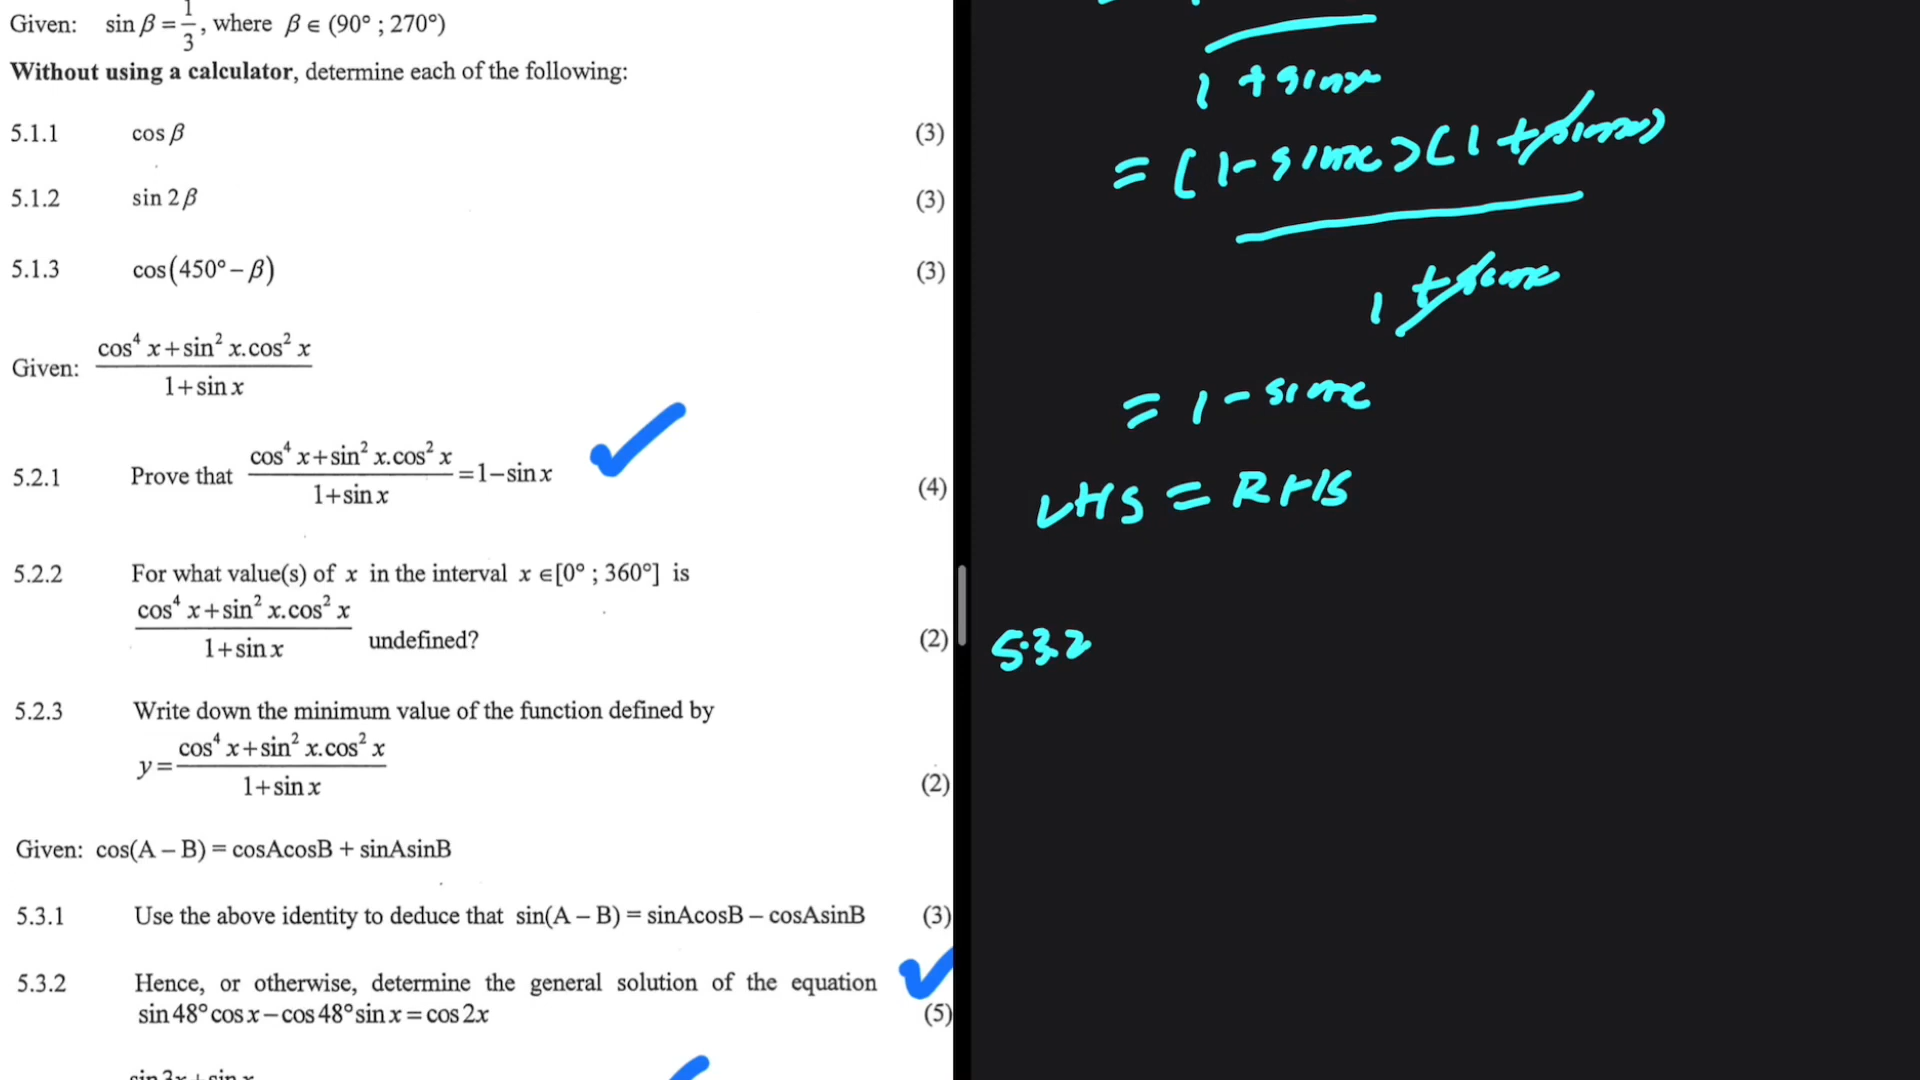 Given: sin β = 1/3, where β ∈ (90° ; 270°)
Without using a calculator, determine each of the following:
5.1.1 cos β (3)
5.1.2 sin 2β (3)
5.1.3 cos(450° – β) (3)
Given: (cos⁴ x + sin² x.cos² x)/(1 + sin x)
5.2.1 Prove that (cos⁴ x + sin² x.cos² x)/(1 + sin x) = 1 – sin x (4)
5.2.2 For what value(s) of x in the interval x ∈ [0° ; 360°] is
(cos⁴ x + sin² x.cos² x)/(1 + sin x) undefined? (2)
5.2.3 Write down the minimum value of the function defined by
y = (cos⁴ x + sin² x.cos² x)/(1 + sin x) (2)
Given: cos(A – B) = cosAcosB + sinAsinB
5.3.1 Use the above identity to deduce that sin(A – B) = sinAcosB – cosAsinB (3)
5.3.2 Hence, or otherwise, determine the general solution of the equation
sin 48° cos x – cos 48° sin x = cos 2x (5)
sin 3x + sin x
1 + sinx
= (1 - sinx)(1 + sinx)
1 + sinx
= 1 - sinx
LHS = RHS
5.3.2